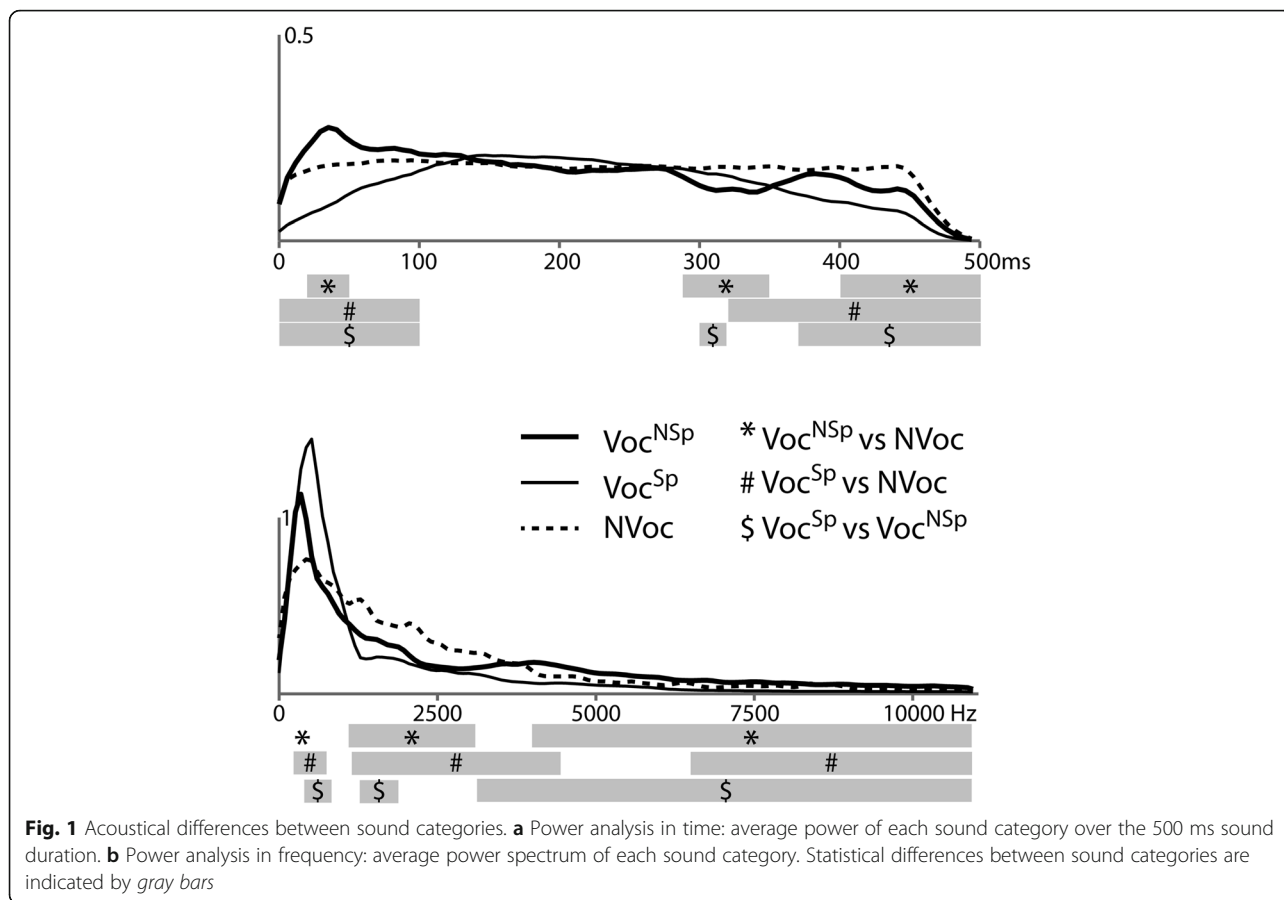 0.5
0 100 200 300 400 500ms
* * *
# #
$ $ $
Voc^NSp * Voc^NSp vs NVoc
Voc^Sp # Voc^Sp vs NVoc
1 NVoc $ Voc^Sp vs Voc^NSp
0 2500 5000 7500 10000 Hz
* * *
# # #
$ $ $
Fig. 1 Acoustical differences between sound categories. a Power analysis in time: average power of each sound category over the 500 ms sound
duration. b Power analysis in frequency: average power spectrum of each sound category. Statistical differences between sound categories are
indicated by gray bars